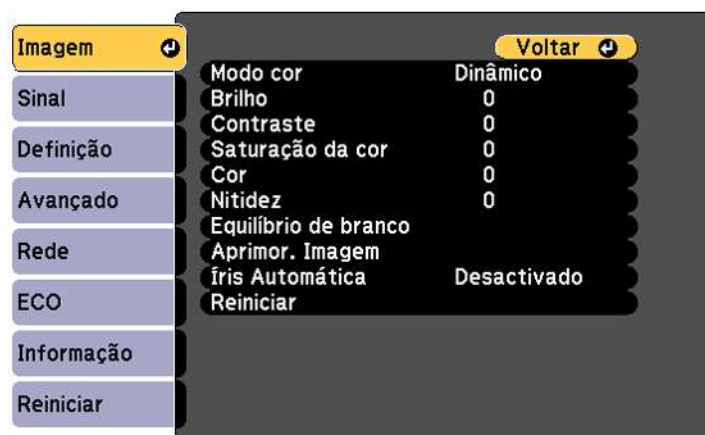 Imagem
Sinal
Definição
Avançado
Rede
ECO
Informação
Reiniciar
Voltar
Modo cor Dinâmico
Brilho 0
Contraste 0
Saturação da cor 0
Cor 0
Nitidez 0
Equilíbrio de branco
Aprimor. Imagem
Íris Automática Desactivado
Reiniciar